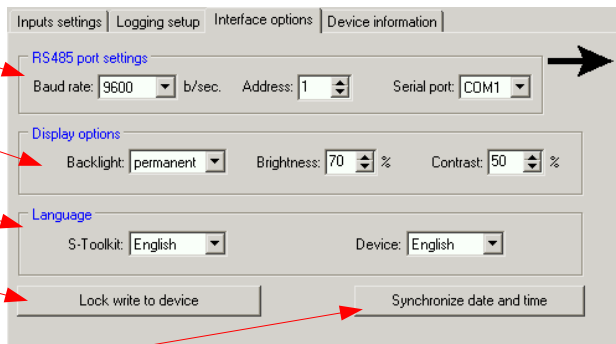 Inputs settings Logging setup Interface options Device information
RS485 port settings
Baud rate: 9600 b/sec. Address: 1 Serial port: COM1
Display options
Backlight: permanent Brightness: 70 % Contrast: 50 %
Language
S-Toolkit: English Device: English
Lock write to device Synchronize date and time